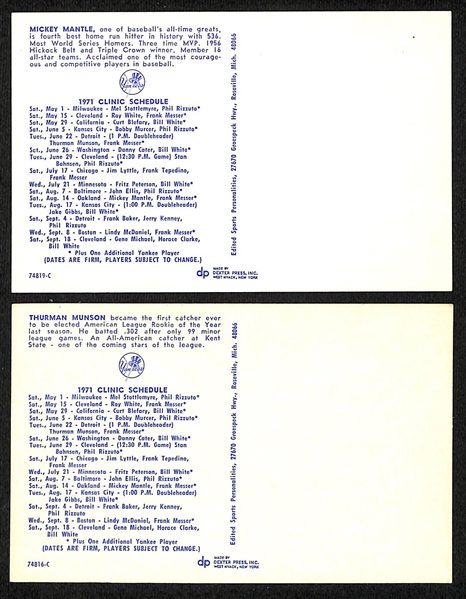 MICKEY MANTLE, one of baseball's all-time greats,
is fourth best home run hitter in history with 536.
Most World Series Homers. Three time MVP. 1956
Hickock Belt and Triple Crown winner. Member 16
all-star teams. Acclaimed one of the most courage-
ous and competitive players in baseball.
1971 CLINIC SCHEDULE
Sat., May 1 - Milwaukee - Mel Stottlemyre, Phil Rizzuto*
Sat., May 15 - Cleveland - Roy White, Frank Messer*
Sat., May 29 - California - Curt Blefary, Bill White*
Sat., June 5 - Kansas City - Bobby Murcer, Phil Rizzuto*
Tues., June 22 - Detroit - (1 P.M. Doubleheader)
Thurman Munson, Frank Messer*
Sat., June 26 - Washington - Danny Cater, Bill White*
Tues., June 29 - Cleveland - (12:30 P.M. Game) Stan
Bahnsen, Phil Rizzuto*
Sat., July 17 - Chicago - Jim Lyttle, Frank Tepedino,
Frank Messer
Wed., July 21 - Minnesota - Fritz Peterson, Bill White*
Sat., Aug. 7 - Baltimore - John Ellis, Phil Rizzuto*
Sat., Aug. 14 - Oakland - Mickey Mantle, Frank Messer*
Tues., Aug. 17 - Kansas City - (1:00 P.M. Doubleheader)
Jake Gibbs, Bill White*
Sat., Sept. 4 - Detroit - Frank Baker, Jerry Kenney,
Phil Rizzuto
Wed., Sept. 8 - Boston - Lindy McDaniel, Frank Messer*
Sat., Sept. 18 - Cleveland - Gene Michael, Horace Clarke,
Bill White
* Plus One Additional Yankee Player
(DATES ARE FIRM, PLAYERS SUBJECT TO CHANGE.)
74819-C
dp MADE BY
DEXTER PRESS, INC.
WEST NYACK, NEW YORK
Edited Sports Personalities, 27670 Groesbeck Hwy., Roseville, Mich. 48066
THURMAN MUNSON became the first catcher ever
to be elected American League Rookie of the Year
last season. He batted .302 after only 99 minor
league games. An All-American catcher at Kent
State - one of the coming stars of the league.
1971 CLINIC SCHEDULE
Sat., May 1 - Milwaukee - Mel Stottlemyre, Phil Rizzuto*
Sat., May 15 - Cleveland - Roy White, Frank Messer*
Sat., May 29 - California - Curt Blefary, Bill White*
Sat., June 5 - Kansas City - Bobby Murcer, Phil Rizzuto*
Tues., June 22 - Detroit - (1 P.M. Doubleheader)
Thurman Munson, Frank Messer*
Sat., June 26 - Washington - Danny Cater, Bill White*
Tues., June 29 - Cleveland - (12:30 P.M. Game) Stan
Bahnsen, Phil Rizzuto*
Sat., July 17 - Chicago - Jim Lyttle, Frank Tepedino,
Frank Messer
Wed., July 21 - Minnesota - Fritz Peterson, Bill White*
Sat., Aug. 7 - Baltimore - John Ellis, Phil Rizzuto*
Sat., Aug. 14 - Oakland - Mickey Mantle, Frank Messer*
Tues., Aug. 17 - Kansas City - (1:00 P.M. Doubleheader)
Jake Gibbs, Bill White*
Sat., Sept. 4 - Detroit - Frank Baker, Jerry Kenney,
Phil Rizzuto
Wed., Sept. 8 - Boston - Lindy McDaniel, Frank Messer*
Sat., Sept. 18 - Cleveland - Gene Michael, Horace Clarke,
Bill White
* Plus One Additional Yankee Player
(DATES ARE FIRM, PLAYERS SUBJECT TO CHANGE.)
74816-C
dp MADE BY
DEXTER PRESS, INC.
WEST NYACK, NEW YORK
Edited Sports Personalities, 27670 Groesbeck Hwy., Roseville, Mich. 48066